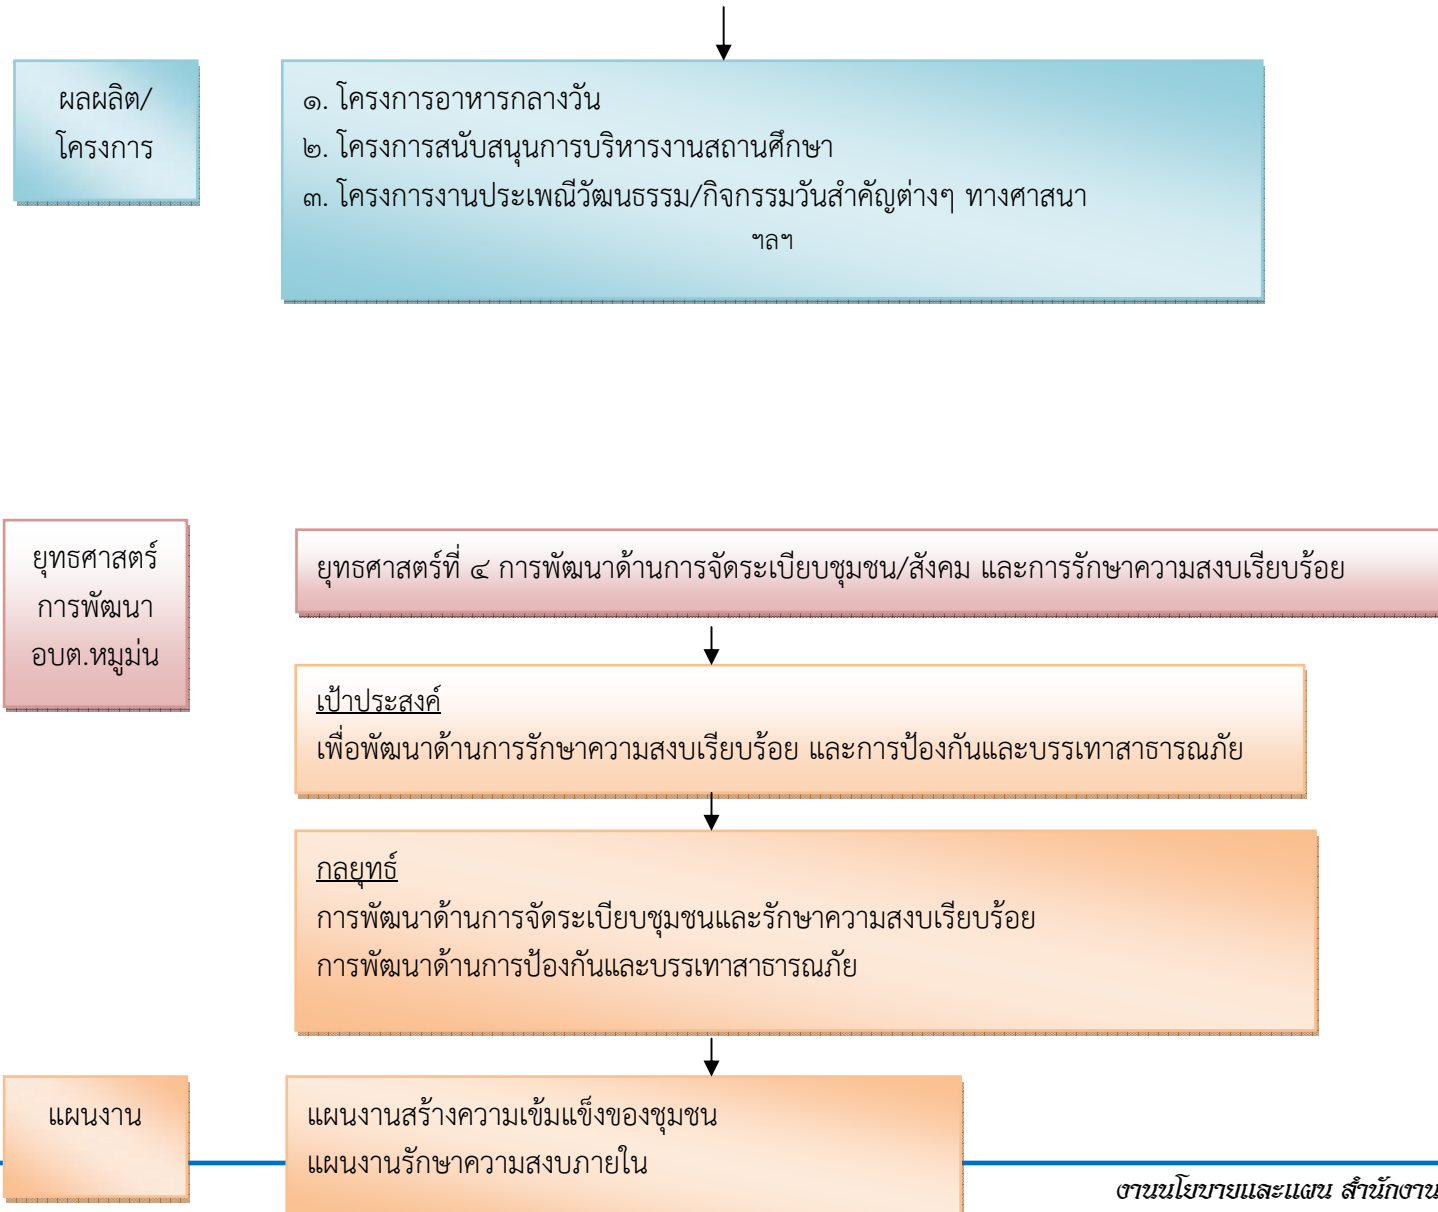 ผลผลิต/
โครงการ
๑. โครงการอาหารกลางวัน
๒. โครงการสนับสนุนการบริหารงานสถานศึกษา
๓. โครงการงานประเพณีวัฒนธรรม/กิจกรรมวันสำคัญต่างๆ ทางศาสนา
ฯลฯ
ยุทธศาสตร์
การพัฒนา
อบต.หมูม่น
ยุทธศาสตร์ที่ ๔ การพัฒนาด้านการจัดระเบียบชุมชน/สังคม และการรักษาความสงบเรียบร้อย
เป้าประสงค์
เพื่อพัฒนาด้านการรักษาความสงบเรียบร้อย และการป้องกันและบรรเทาสาธารณภัย
กลยุทธ์
การพัฒนาด้านการจัดระเบียบชุมชนและรักษาความสงบเรียบร้อย
การพัฒนาด้านการป้องกันและบรรเทาสาธารณภัย
แผนงาน
แผนงานสร้างความเข้มแข็งของชุมชน
แผนงานรักษาความสงบภายใน
งานนโยบายและแผน สำนักงาน